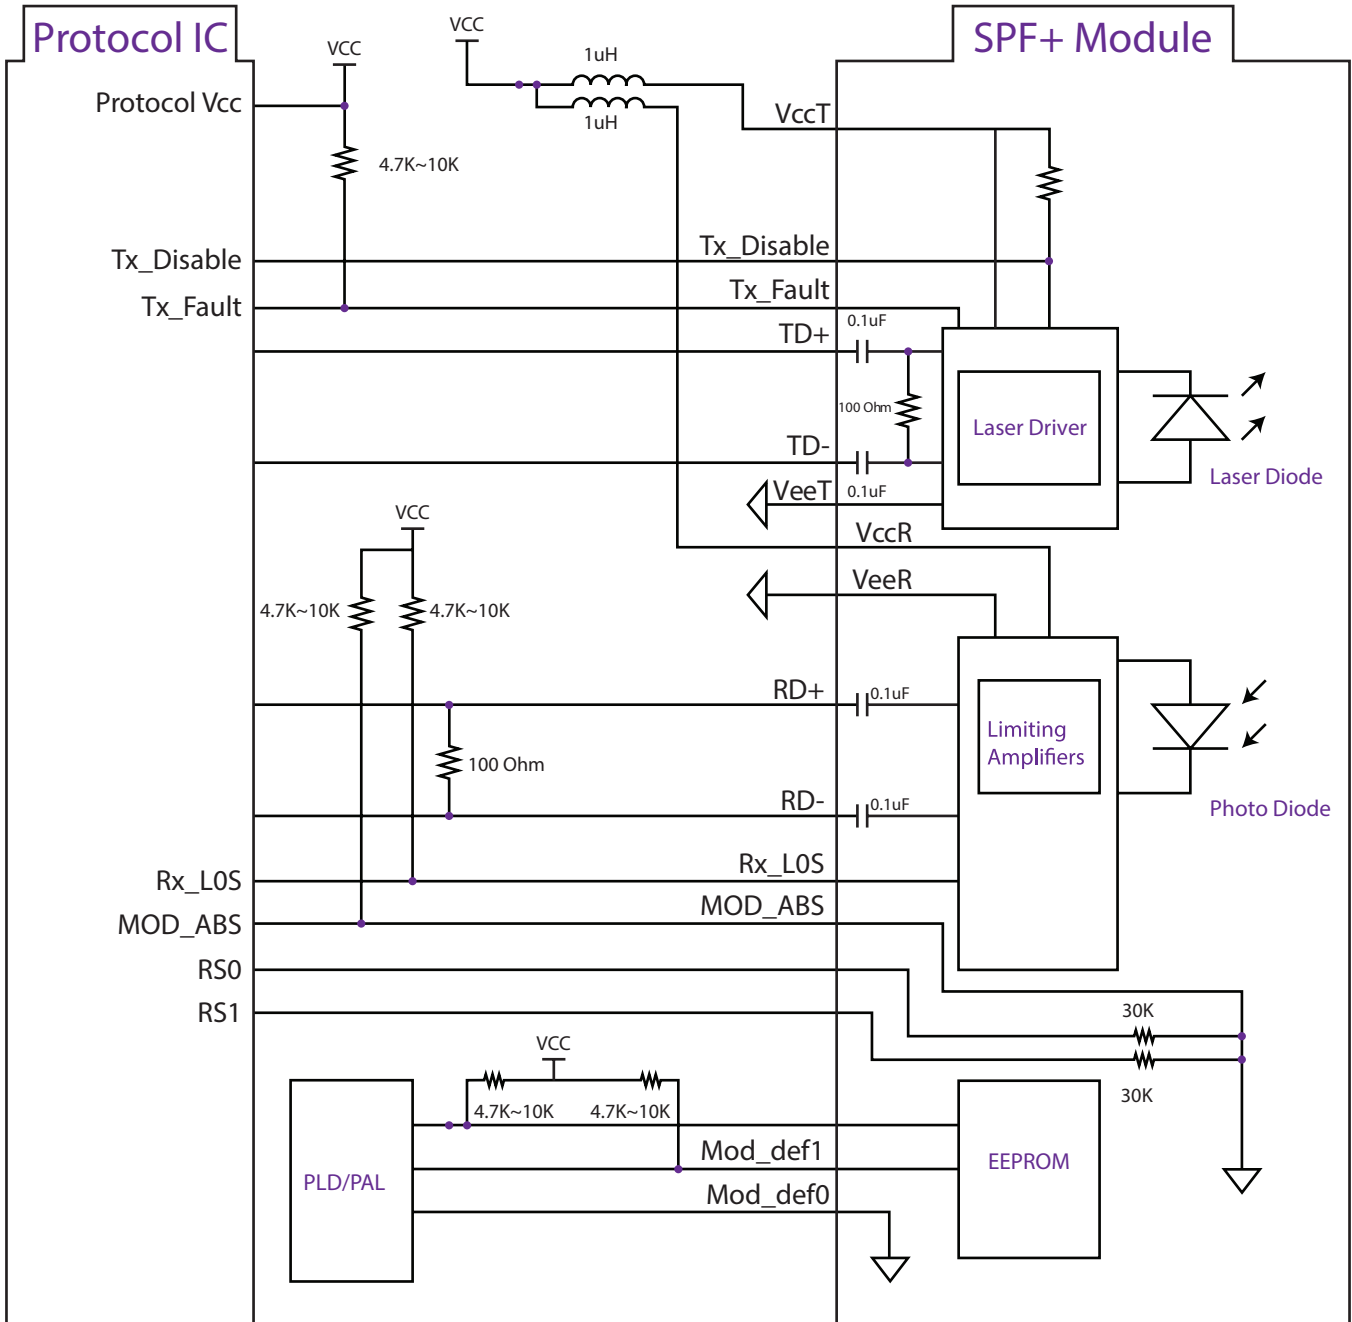 Protocol IC
VCC
VCC
SPF+ Module
1uH
1uH
Protocol Vcc
VccT
4.7K~10K
Tx_Disable
Tx_Disable
Tx_Fault
Tx_Fault
TD+
0.1uF
100 Ohm
Laser Driver
TD-
0.1uF
Laser Diode
VeeT
VCC
VccR
VeeR
4.7K~10K
4.7K~10K
RD+
0.1uF
Limiting
Amplifiers
100 Ohm
RD-
0.1uF
Photo Diode
Rx_L0S
Rx_L0S
MOD_ABS
MOD_ABS
RS0
RS1
30K
30K
VCC
4.7K~10K
4.7K~10K
Mod_def1
Mod_def0
PLD/PAL
EEPROM